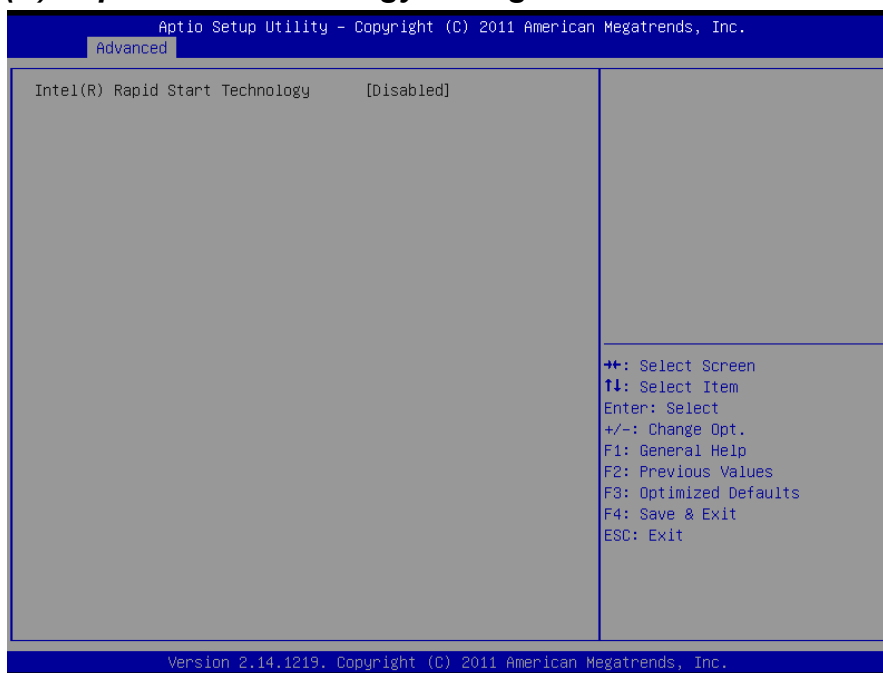 Aptio Setup Utility – Copyright (C) 2011 American Megatrends, Inc.
Advanced
Intel(R) Rapid Start Technology [Disabled]
→←: Select Screen
↑↓: Select Item
Enter: Select
+/-: Change Opt.
F1: General Help
F2: Previous Values
F3: Optimized Defaults
F4: Save & Exit
ESC: Exit
Version 2.14.1219. Copyright (C) 2011 American Megatrends, Inc.